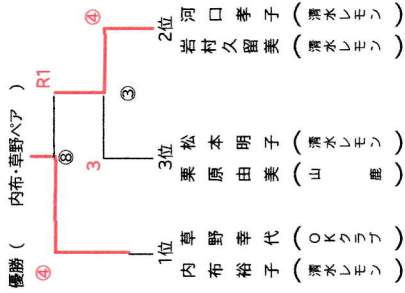 優勝( 内布・草野ペア )
④
⑧
R1
④
3
③
1位
内布裕子(清水レモン)
草野幸代(OKクラブ)
3位
栗原由美(山鹿)
松本明子(清水レモン)
2位
岩村久留美(清水レモン)
河口孝子(清水レモン)